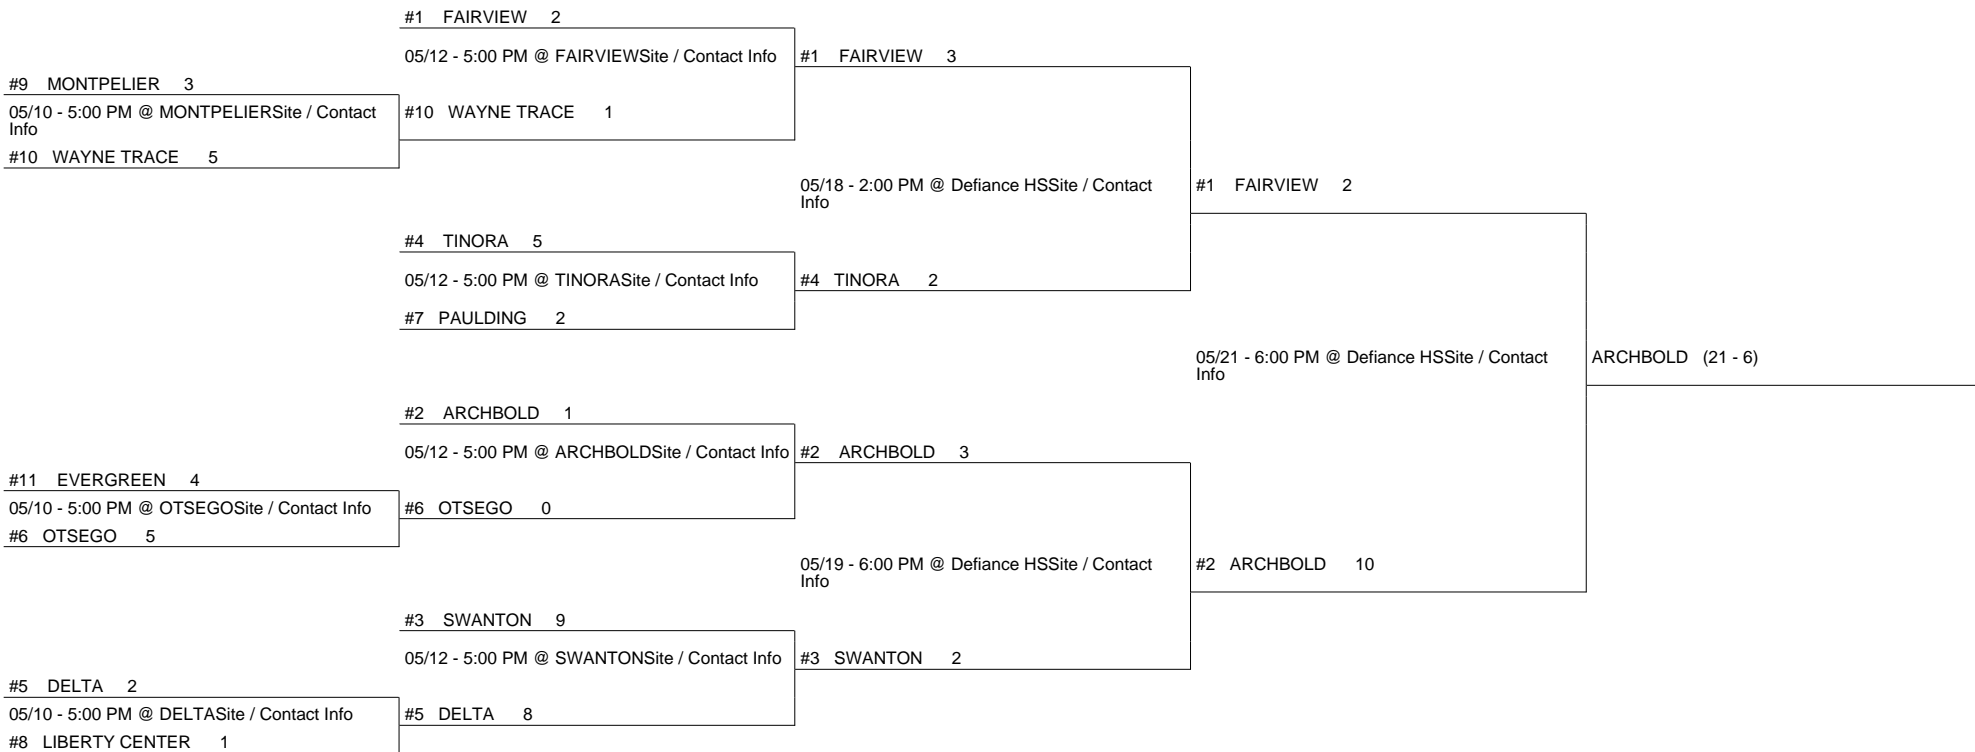 #1 FAIRVIEW 2
05/12 - 5:00 PM @ FAIRVIEWSite / Contact Info
#1 FAIRVIEW 3
#9 MONTPELIER 3
05/10 - 5:00 PM @ MONTPELIERSite / Contact
Info
#10 WAYNE TRACE 1
#10 WAYNE TRACE 5
05/18 - 2:00 PM @ Defiance HSSite / Contact
Info
#1 FAIRVIEW 2
#4 TINORA 5
05/12 - 5:00 PM @ TINORASite / Contact Info
#4 TINORA 2
#7 PAULDING 2
05/21 - 6:00 PM @ Defiance HSSite / Contact
Info
ARCHBOLD (21 - 6)
#2 ARCHBOLD 1
05/12 - 5:00 PM @ ARCHBOLDSite / Contact Info
#2 ARCHBOLD 3
#11 EVERGREEN 4
05/10 - 5:00 PM @ OTSEGOSite / Contact Info
#6 OTSEGO 0
#6 OTSEGO 5
05/19 - 6:00 PM @ Defiance HSSite / Contact
Info
#2 ARCHBOLD 10
#3 SWANTON 9
05/12 - 5:00 PM @ SWANTONSite / Contact Info
#3 SWANTON 2
#5 DELTA 2
05/10 - 5:00 PM @ DELTASite / Contact Info
#5 DELTA 8
#8 LIBERTY CENTER 1